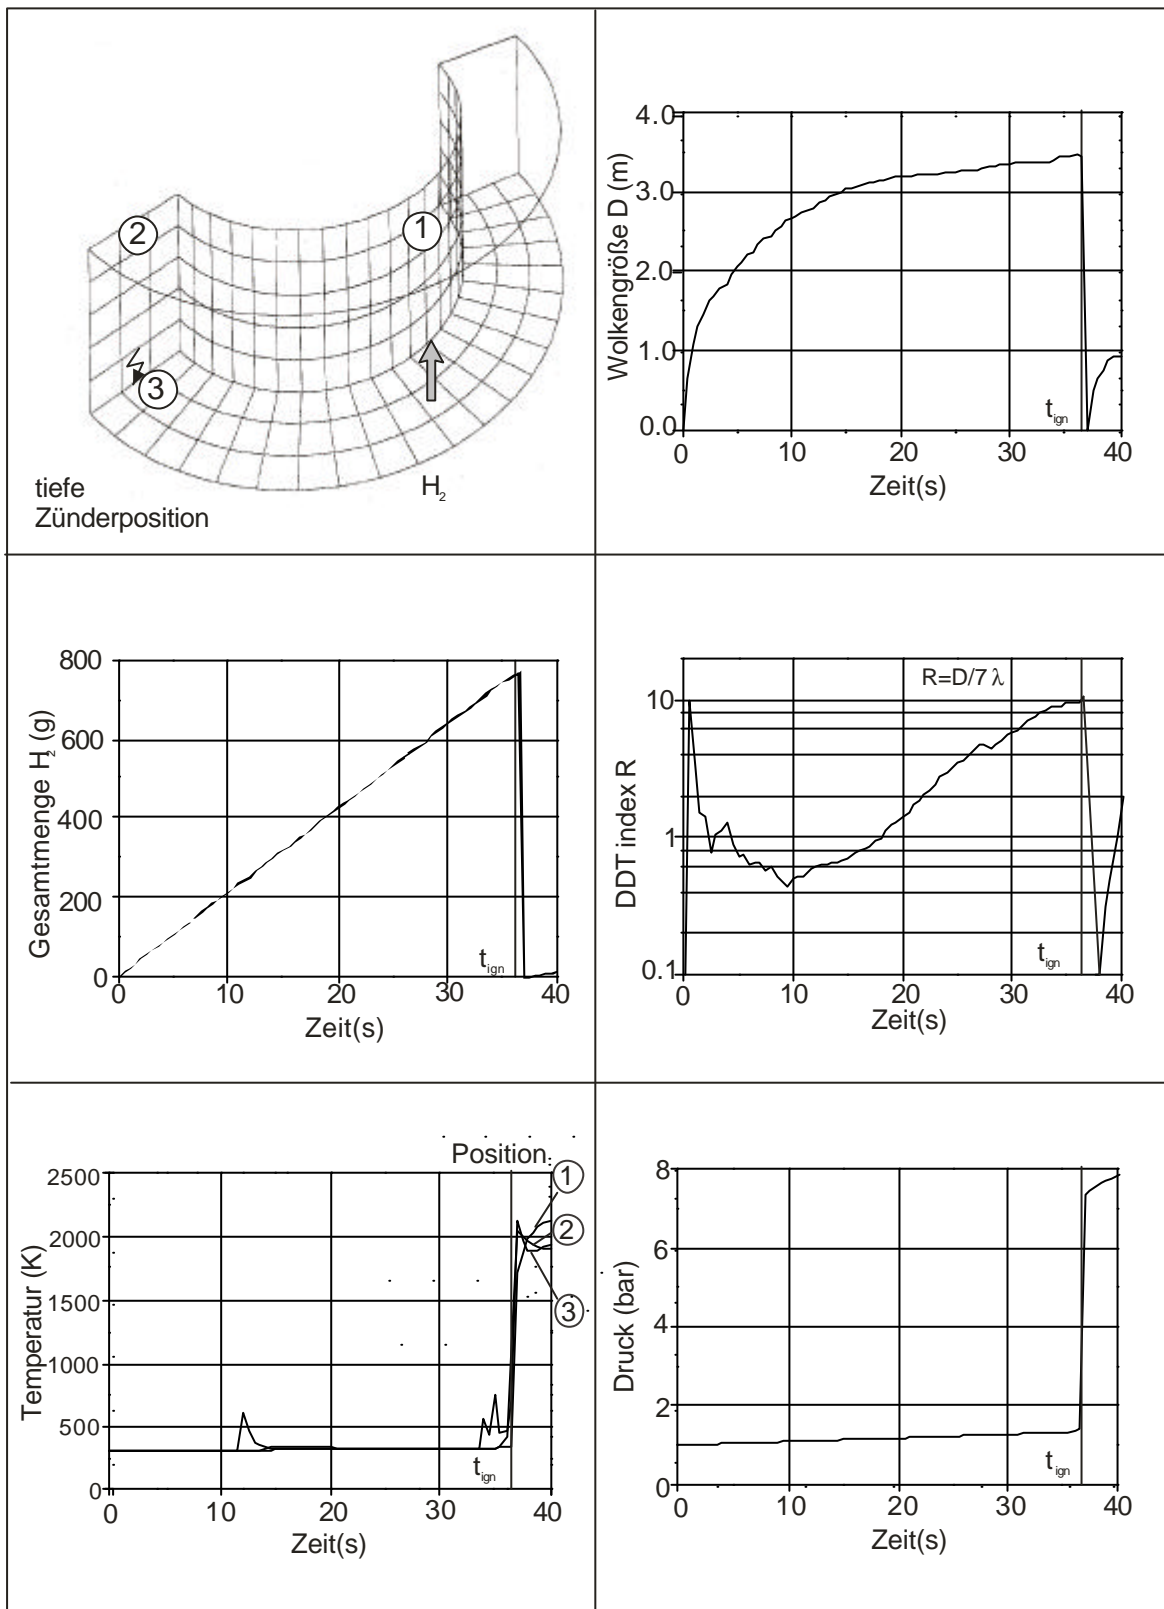 2
1
3
H₂
tiefe
Zünderposition
Wolkengröße D (m)
4.0
3.0
2.0
1.0
0.0
t_ign
0 10 20 30 40
Zeit(s)
Gesamtmenge H₂ (g)
800
600
400
200
0
t_ign
0 10 20 30 40
Zeit(s)
DDT index R
R=D/7 λ
10
1
0.1
t_ign
0 10 20 30 40
Zeit(s)
Temperatur (K)
Position
2500
2000
1500
1000
500
0
1
2
3
t_ign
0 10 20 30 40
Zeit(s)
Druck (bar)
8
6
4
2
0
t_ign
0 10 20 30 40
Zeit(s)